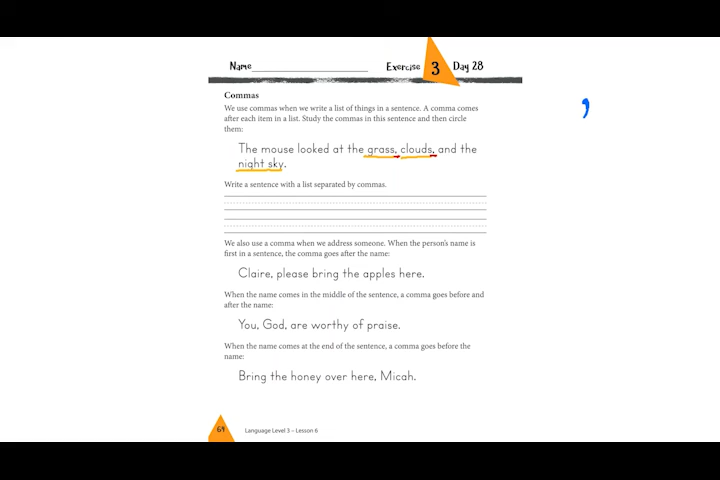 Name
Exercise 3 Day 28
Commas
We use commas when we write a list of things in a sentence. A comma comes
after each item in a list. Study the commas in this sentence and then circle
them:
The mouse looked at the grass, clouds, and the
night sky.
Write a sentence with a list separated by commas.
We also use a comma when we address someone. When the person's name is
first in a sentence, the comma goes after the name:
Claire, please bring the apples here.
When the name comes in the middle of the sentence, a comma goes before and
after the name:
You, God, are worthy of praise.
When the name comes at the end of the sentence, a comma goes before the
name:
Bring the honey over here, Micah.
64 Language Level 3 – Lesson 6
,